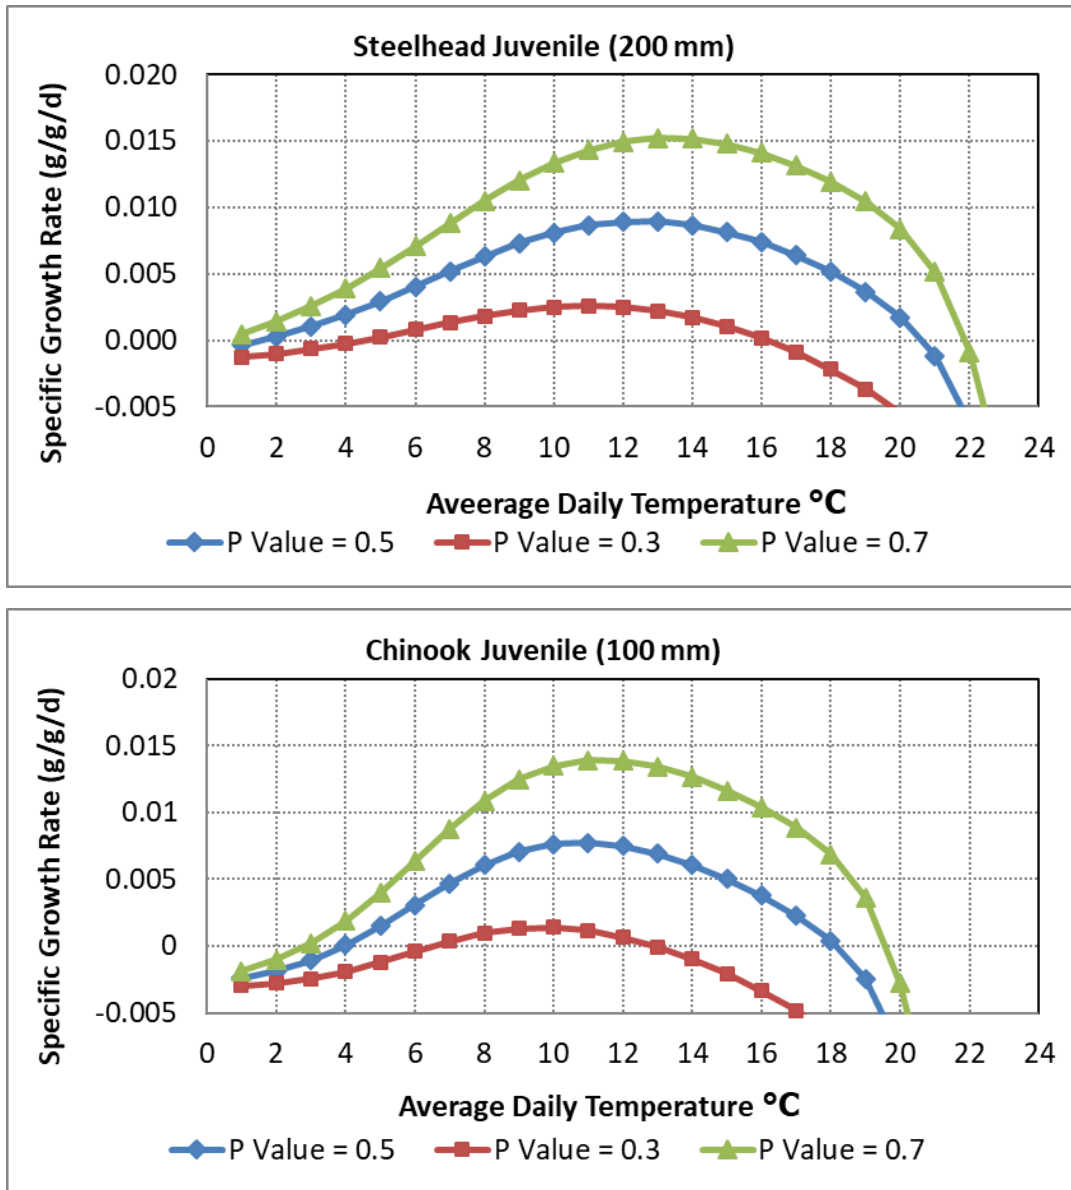 Steelhead Juvenile (200 mm)
Specific Growth Rate (g/g/d)
0.020
0.015
0.010
0.005
0.000
-0.005
0 2 4 6 8 10 12 14 16 18 20 22 24
Aveerage Daily Temperature °C
P Value = 0.5 P Value = 0.3 P Value = 0.7
Chinook Juvenile (100 mm)
Specific Growth Rate (g/g/d)
0.02
0.015
0.01
0.005
0
-0.005
0 2 4 6 8 10 12 14 16 18 20 22 24
Average Daily Temperature °C
P Value = 0.5 P Value = 0.3 P Value = 0.7